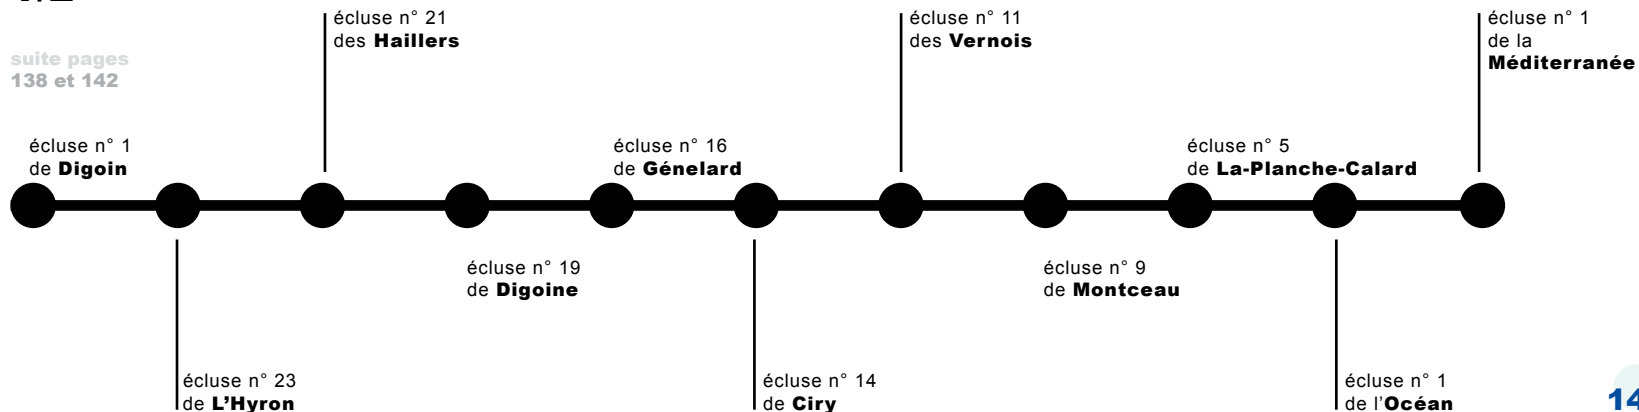 suite pages
138 et 142
écluse n° 1
de Digoin
écluse n° 23
de L’Hyron
écluse n° 21
des Haillers
écluse n° 19
de Digoine
écluse n° 16
de Génelard
écluse n° 14
de Ciry
écluse n° 11
des Vernois
écluse n° 9
de Montceau
écluse n° 5
de La-Planche-Calard
écluse n° 1
de l’Océan
écluse n° 1
de la
Méditerranée